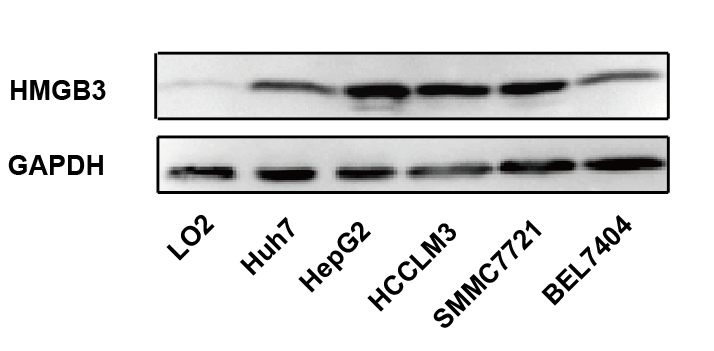 HMGB3
GAPDH
LO2
Huh7
HepG2
HCCLM3
SMMC7721
BEL7404